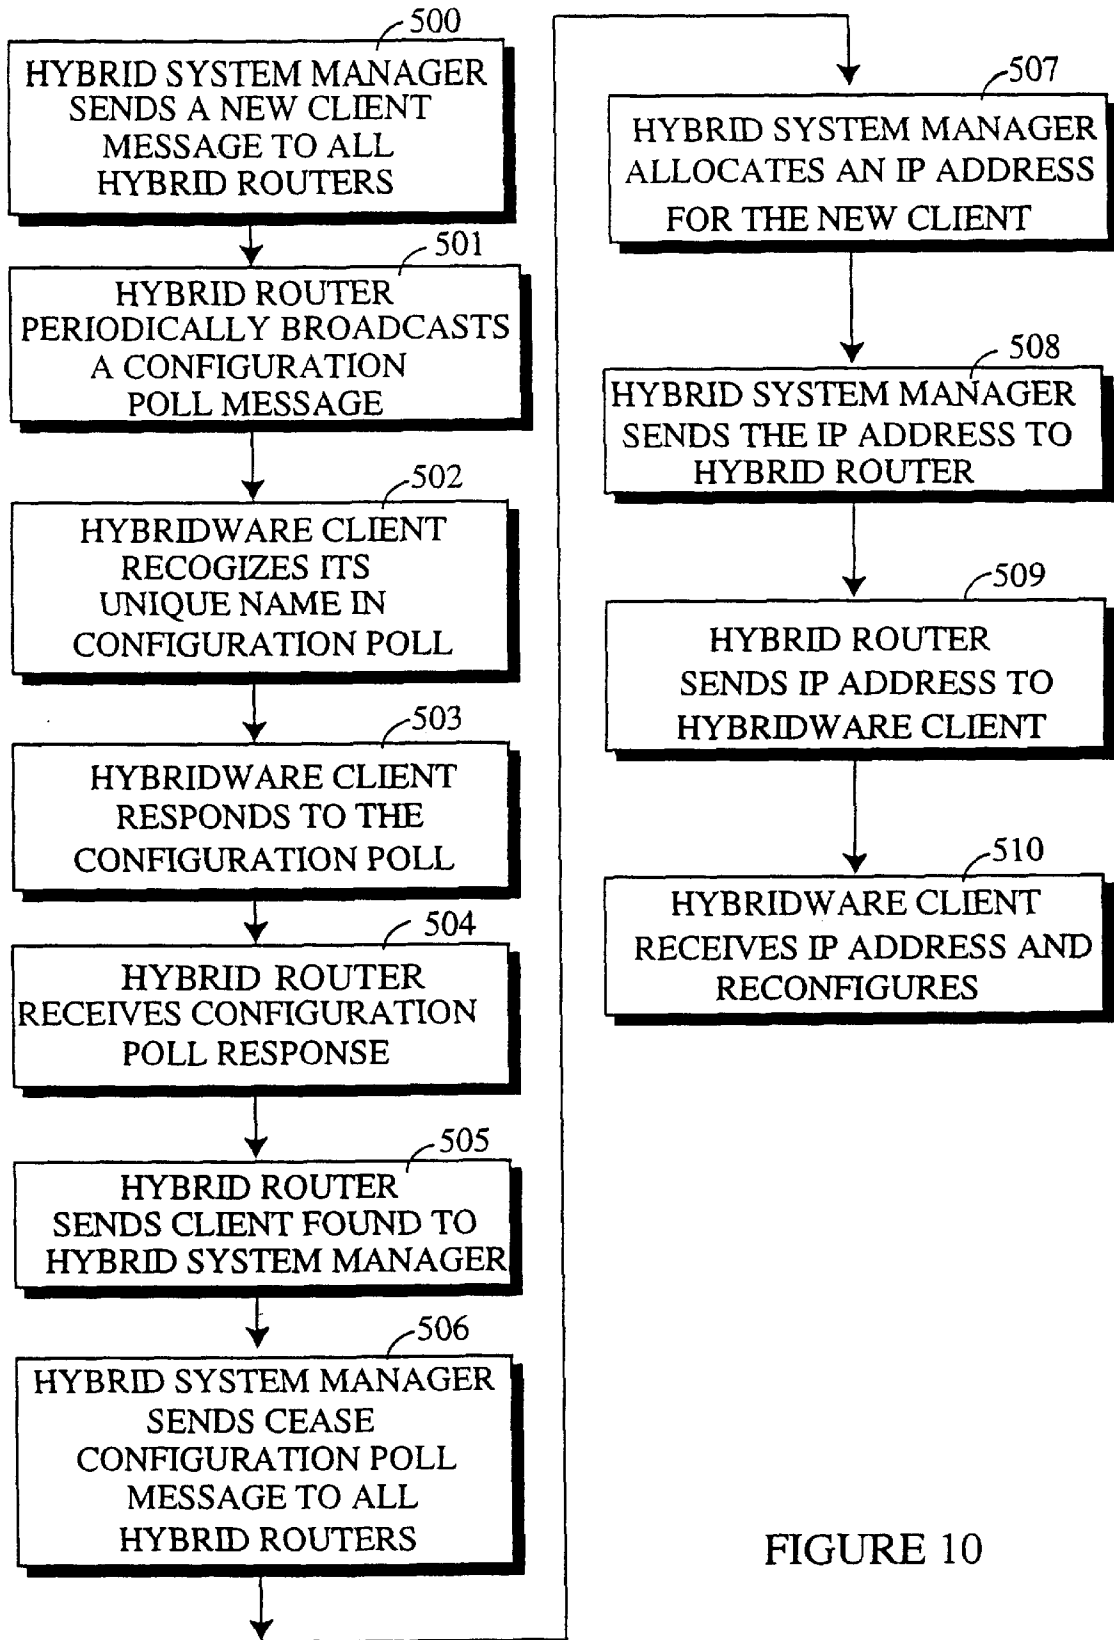 500
HYBRID SYSTEM MANAGER
SENDS A NEW CLIENT
MESSAGE TO ALL
HYBRID ROUTERS
501
HYBRID ROUTER
PERIODICALLY BROADCASTS
A CONFIGURATION
POLL MESSAGE
502
HYBRIDWARE CLIENT
RECOGIZES ITS
UNIQUE NAME IN
CONFIGURATION POLL
503
HYBRIDWARE CLIENT
RESPONDS TO THE
CONFIGURATION POLL
504
HYBRID ROUTER
RECEIVES CONFIGURATION
POLL RESPONSE
505
HYBRID ROUTER
SENDS CLIENT FOUND TO
HYBRID SYSTEM MANAGER
506
HYBRID SYSTEM MANAGER
SENDS CEASE
CONFIGURATION POLL
MESSAGE TO ALL
HYBRID ROUTERS
507
HYBRID SYSTEM MANAGER
ALLOCATES AN IP ADDRESS
FOR THE NEW CLIENT
508
HYBRID SYSTEM MANAGER
SENDS THE IP ADDRESS TO
HYBRID ROUTER
509
HYBRID ROUTER
SENDS IP ADDRESS TO
HYBRIDWARE CLIENT
510
HYBRIDWARE CLIENT
RECEIVES IP ADDRESS AND
RECONFIGURES
FIGURE 10